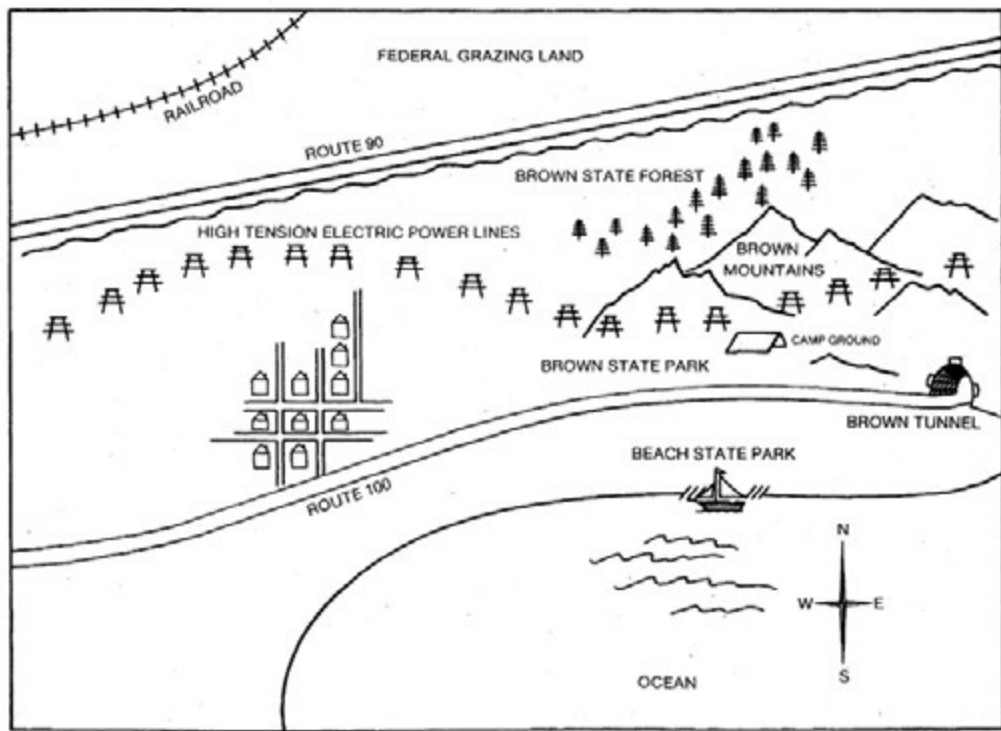 FEDERAL GRAZING LAND
RAILROAD
ROUTE 90
BROWN STATE FOREST
HIGH TENSION ELECTRIC POWER LINES
BROWN
MOUNTAINS
CAMP GROUND
BROWN STATE PARK
BROWN TUNNEL
BEACH STATE PARK
ROUTE 100
N
W E
S
OCEAN